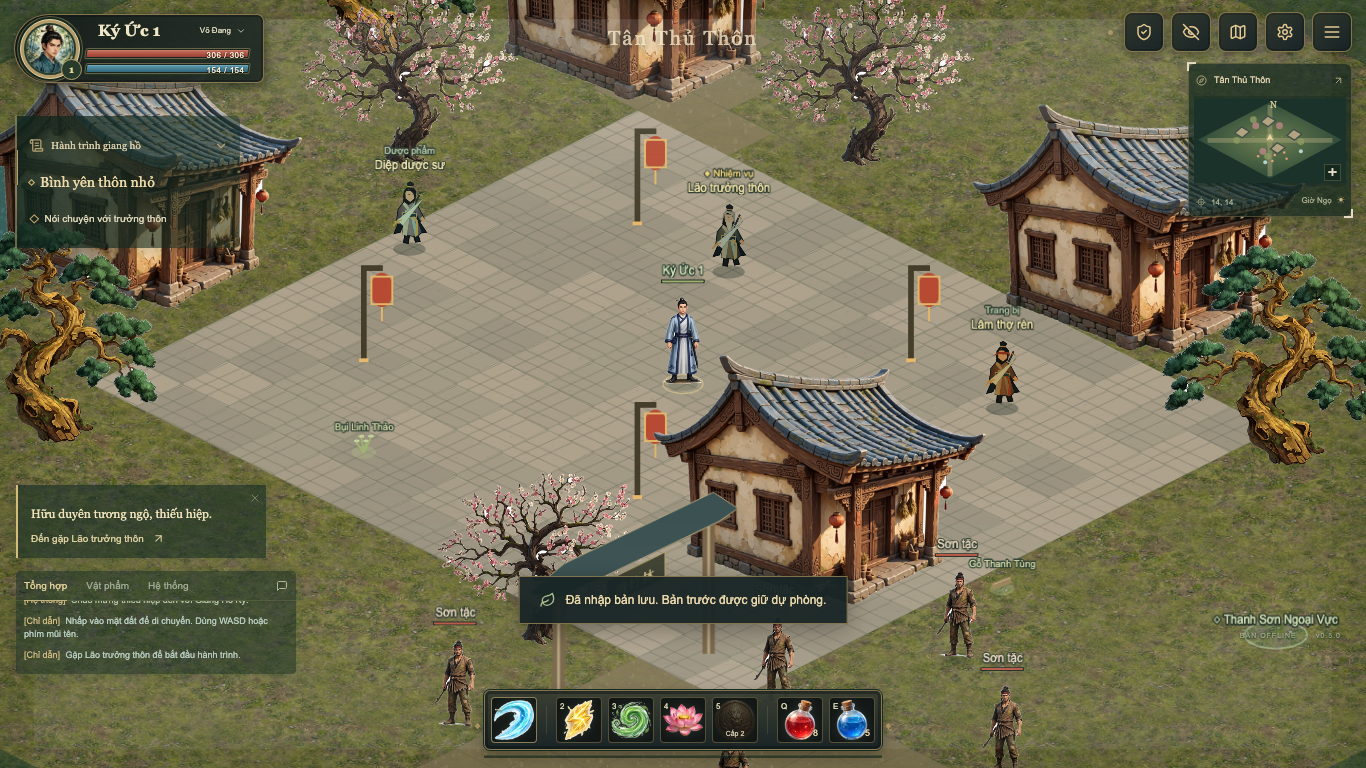 Ký Ức 1
Võ Đang
306 / 306
154 / 154
1
Tân Thủ Thôn
Tân Thủ Thôn
N
14, 14
Giờ Ngọ
Hành trình giang hồ
Bình yên thôn nhỏ
Nói chuyện với trưởng thôn
Dược phẩm
Diệp dược sư
Nhiệm vụ
Lão trưởng thôn
Ký Ức 1
Trang bị
Lâm thợ rèn
Bụi Linh Thảo
Hữu duyên tương ngộ, thiếu hiệp.
Đến gặp Lão trưởng thôn
Tổng hợp
Vật phẩm
Hệ thống
[Chỉ dẫn] Nhấp vào mặt đất để di chuyển. Dùng WASD hoặc
phím mũi tên.
[Chỉ dẫn] Gặp Lão trưởng thôn để bắt đầu hành trình.
Đã nhập bản lưu. Bản trước được giữ dự phòng.
Sơn tặc
Gỗ Thanh Tùng
Sơn tặc
Sơn tặc
Thanh Sơn Ngoại Vực
BẢN OFFLINE
v0.5.0
2
3
4
5
Cấp 2
Q
8
E
5